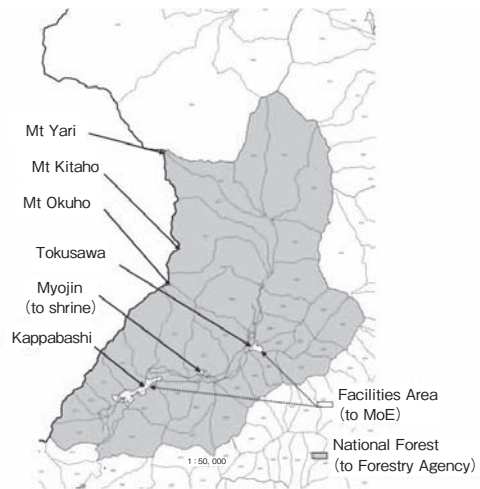 Mt Yari
Mt Kitaho
Mt Okuho
Tokusawa
Myojin
(to shrine)
Kappabashi
Facilities Area
(to MoE)
National Forest
(to Forestry Agency)
1 : 50, 000